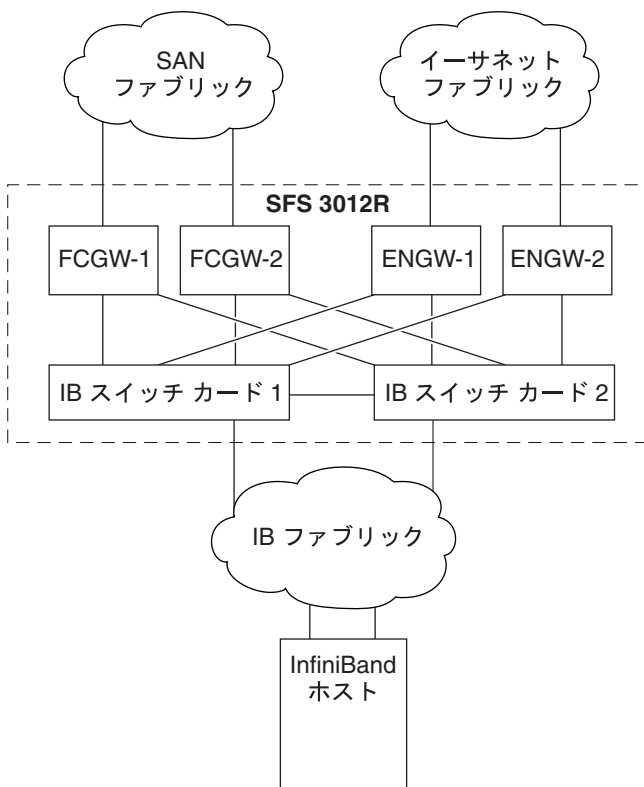 SAN
ファブリック
イーサネット
ファブリック
SFS 3012R
FCGW-1
FCGW-2
ENGW-1
ENGW-2
IB スイッチ カード 1
IB スイッチ カード 2
IB ファブリック
InfiniBand
ホスト